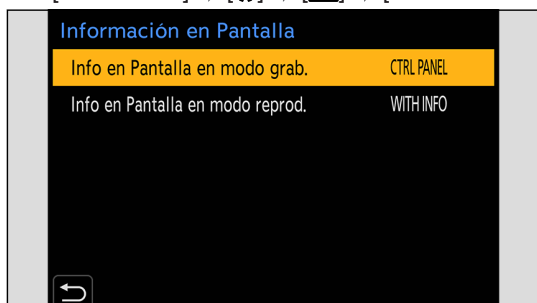 Información en Pantalla
Info en Pantalla en modo grab. CTRL PANEL
Info en Pantalla en modo reprod. WITH INFO